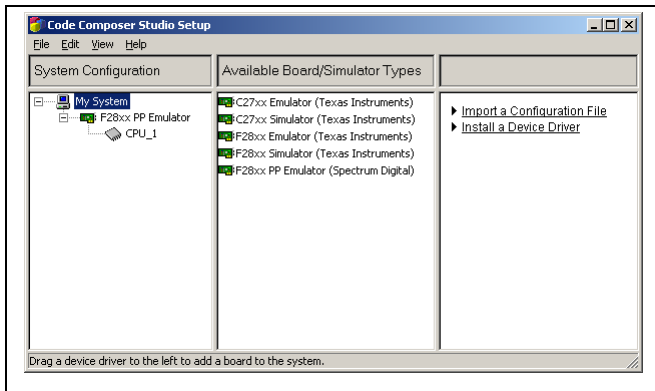 Code Composer Studio Setup
File Edit View Help
System Configuration
Available Board/Simulator Types
My System
F28xx PP Emulator
CPU_1
C27xx Emulator (Texas Instruments)
C27xx Simulator (Texas Instruments)
F28xx Emulator (Texas Instruments)
F28xx Simulator (Texas Instruments)
F28xx PP Emulator (Spectrum Digital)
Import a Configuration File
Install a Device Driver
Drag a device driver to the left to add a board to the system.